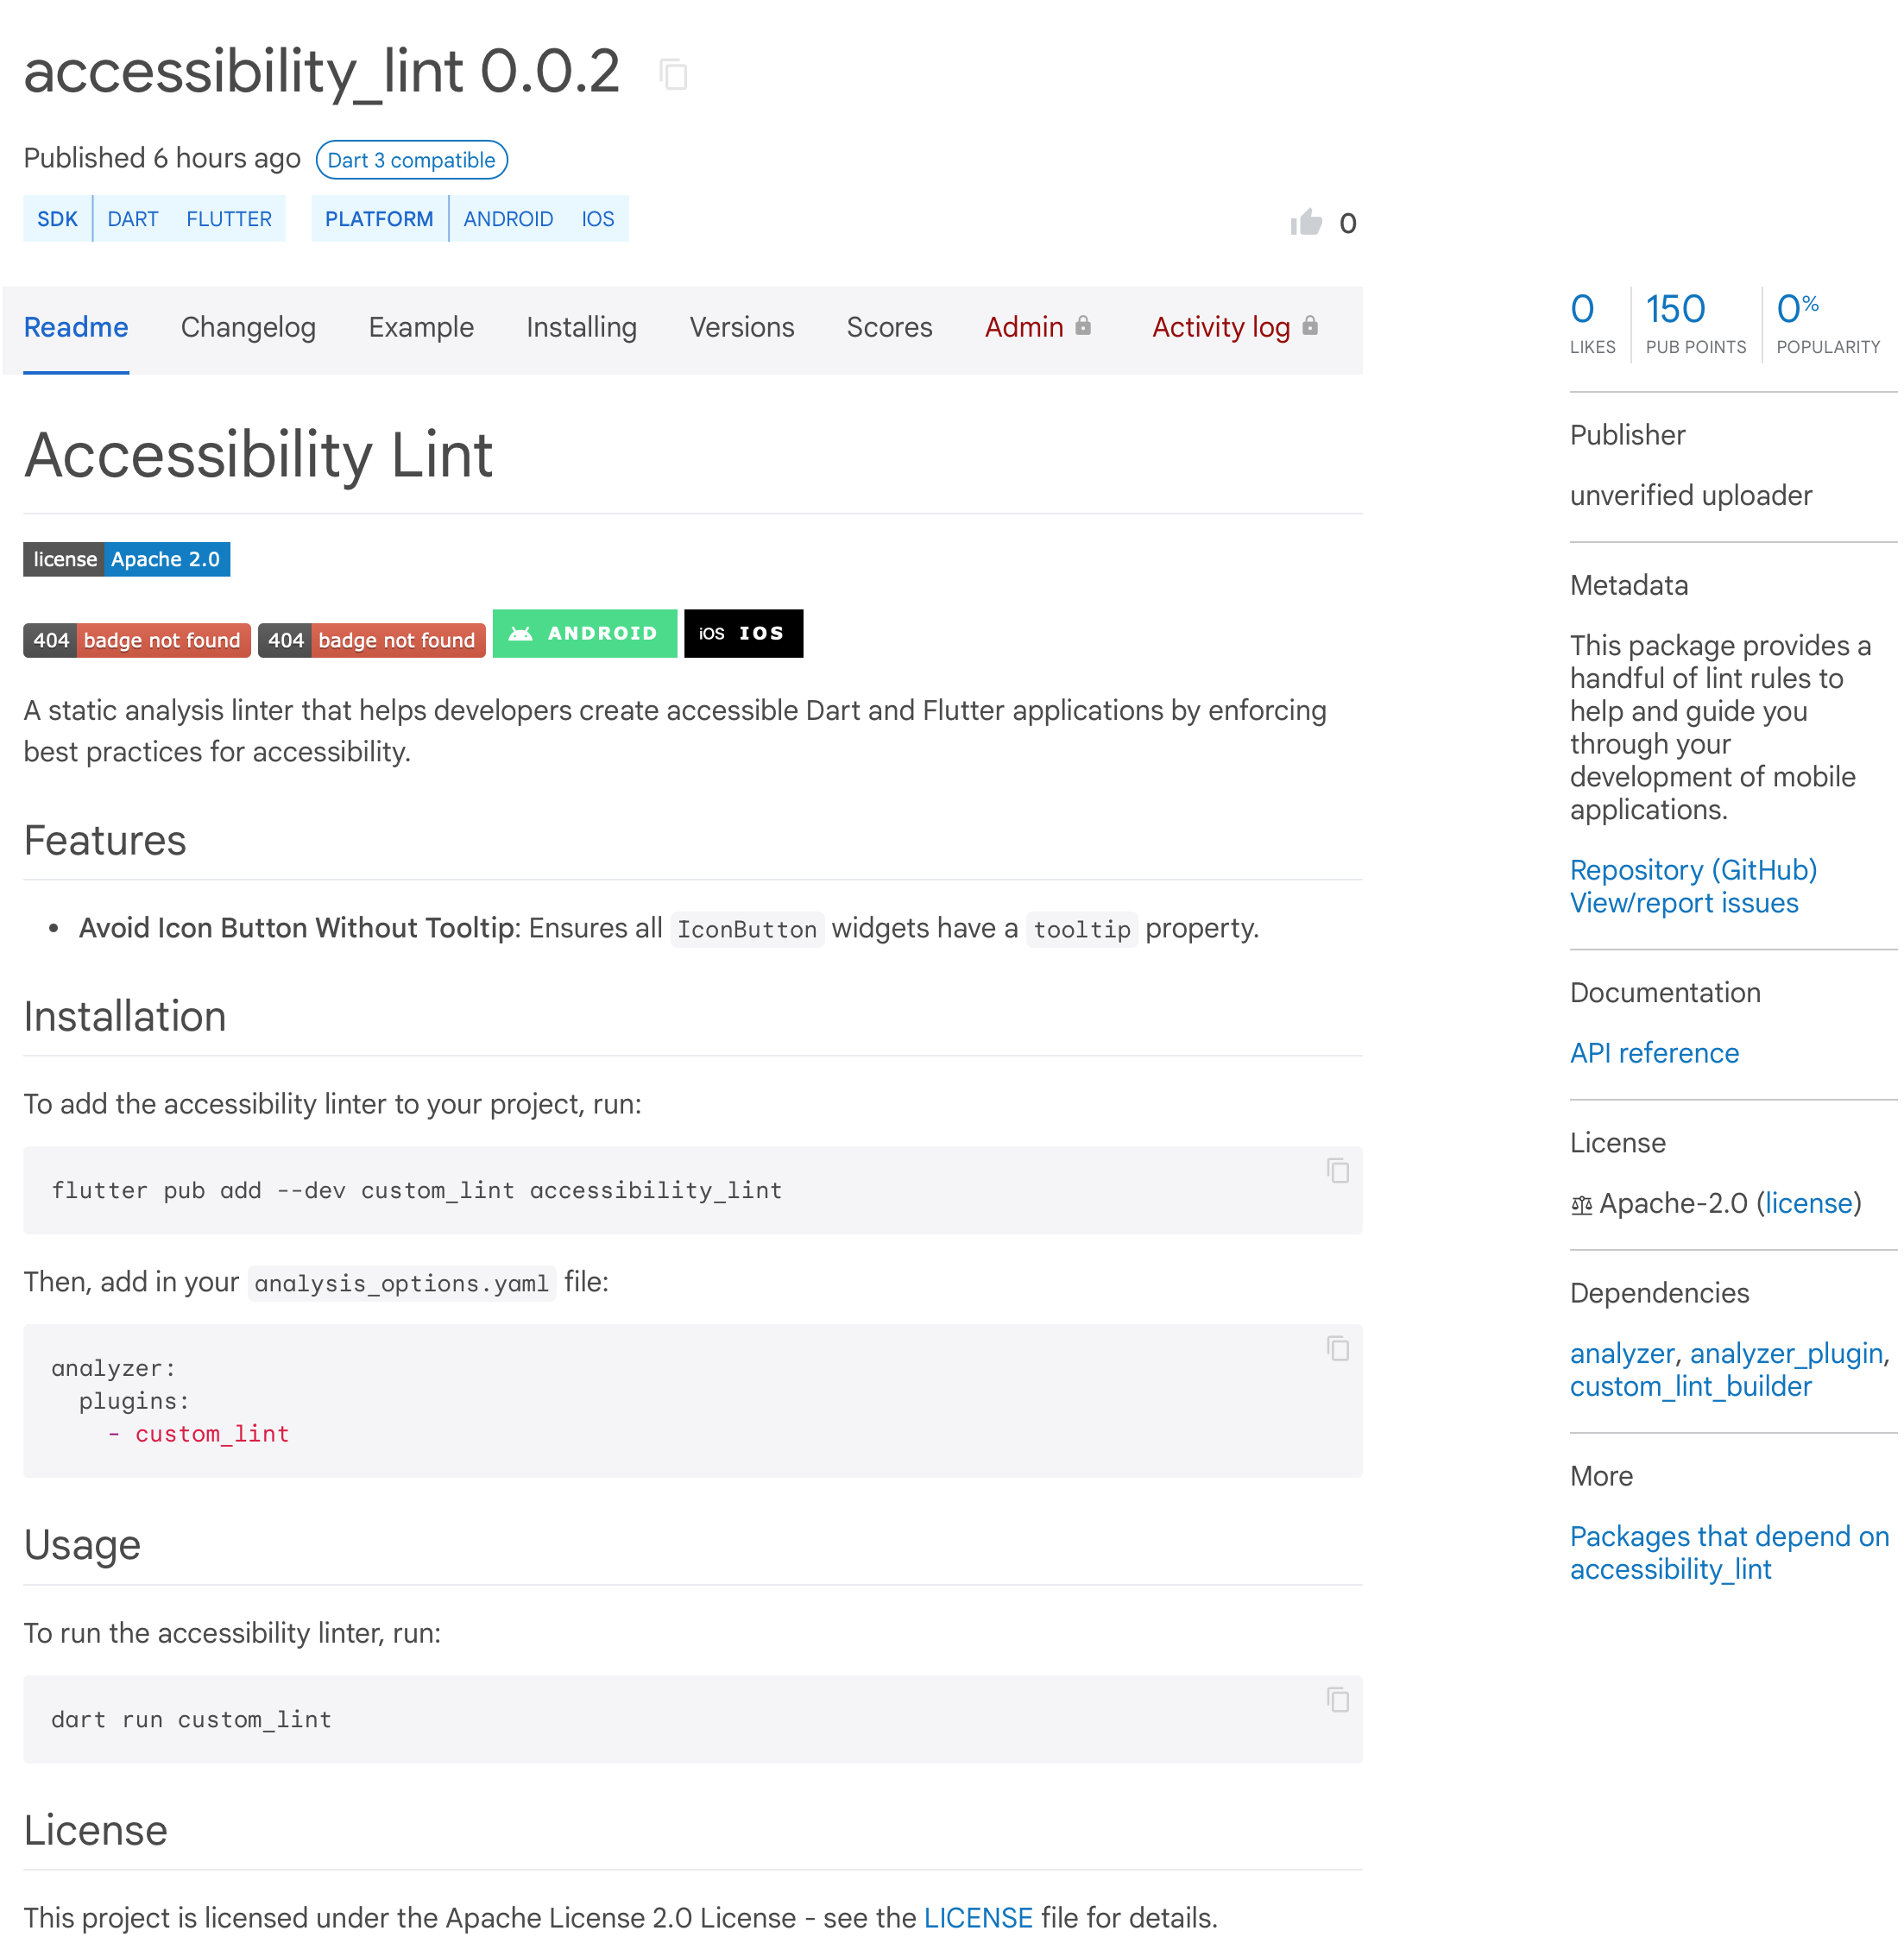 accessibility_lint 0.0.2
Published 6 hours ago Dart 3 compatible
SDK DART FLUTTER PLATFORM ANDROID IOS
0
Readme Changelog Example Installing Versions Scores Admin Activity log
Accessibility Lint
license Apache 2.0
404 badge not found 404 badge not found ANDROID iOS IOS
A static analysis linter that helps developers create accessible Dart and Flutter applications by enforcing
best practices for accessibility.
Features
• Avoid Icon Button Without Tooltip: Ensures all IconButton widgets have a tooltip property.
Installation
To add the accessibility linter to your project, run:
flutter pub add --dev custom_lint accessibility_lint
Then, add in your analysis_options.yaml file:
analyzer:
  plugins:
    - custom_lint
Usage
To run the accessibility linter, run:
dart run custom_lint
License
This project is licensed under the Apache License 2.0 License - see the LICENSE file for details.
0 150 0%
LIKES PUB POINTS POPULARITY
Publisher
unverified uploader
Metadata
This package provides a
handful of lint rules to
help and guide you
through your
development of mobile
applications.
Repository (GitHub)
View/report issues
Documentation
API reference
License
Apache-2.0 (license)
Dependencies
analyzer, analyzer_plugin,
custom_lint_builder
More
Packages that depend on
accessibility_lint